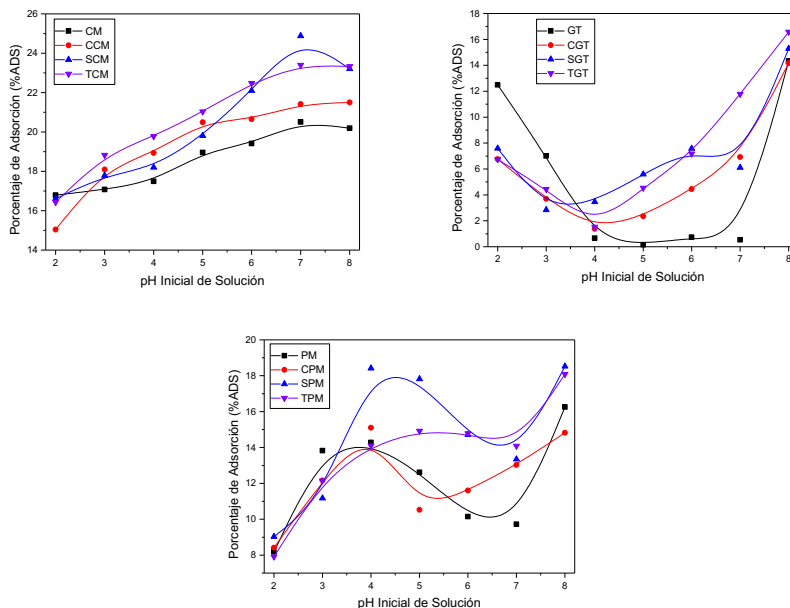 CM
CCM
SCM
TCM
Porcentaje de Adsorción (%ADS)
26
24
22
20
18
16
14
2 3 4 5 6 7 8
pH Inicial de Solución
GT
CGT
SGT
TGT
Porcentaje de Adsorción (%ADS)
18
16
14
12
10
8
6
4
2
0
2 3 4 5 6 7 8
pH Inicial de Solución
PM
CPM
SPM
TPM
Porcentaje de Adsorción (%ADS)
20
18
16
14
12
10
8
2 3 4 5 6 7 8
pH Inicial de Solución